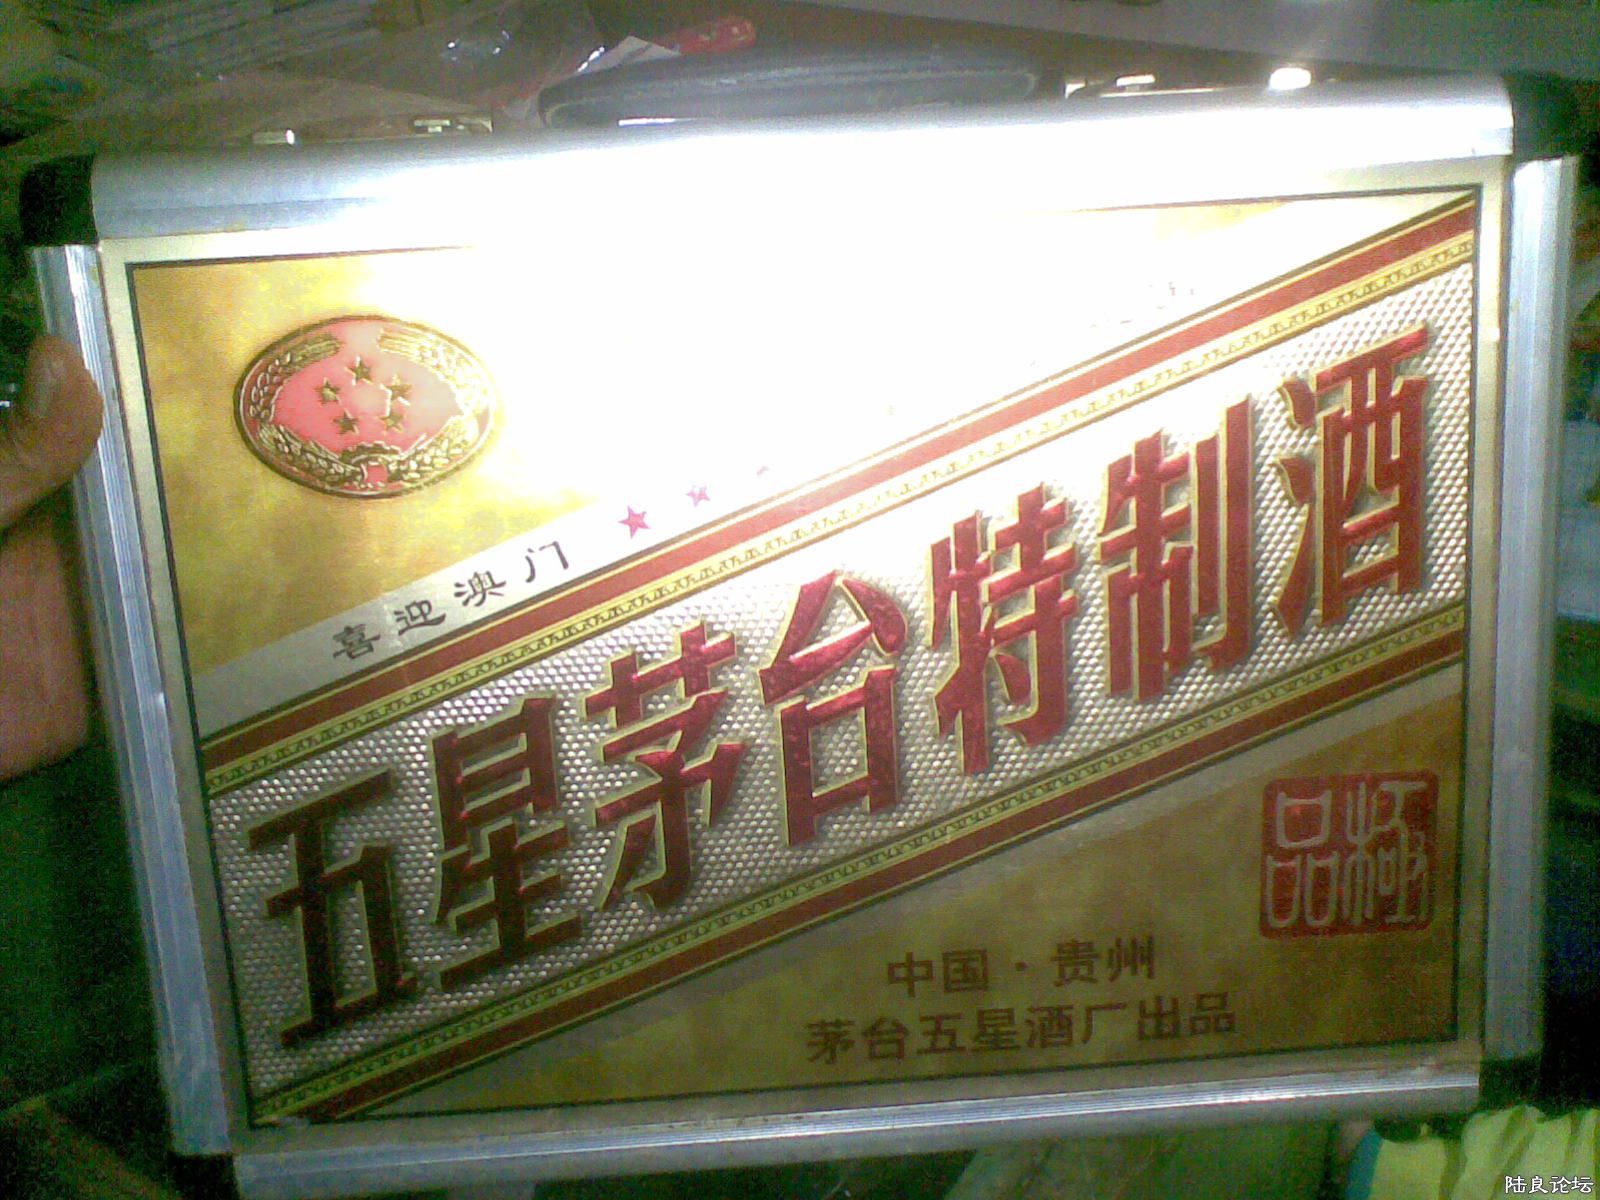 喜迎澳门
五星茅台特制酒
极品
中国·贵州
茅台五星酒厂出品
陆良论坛